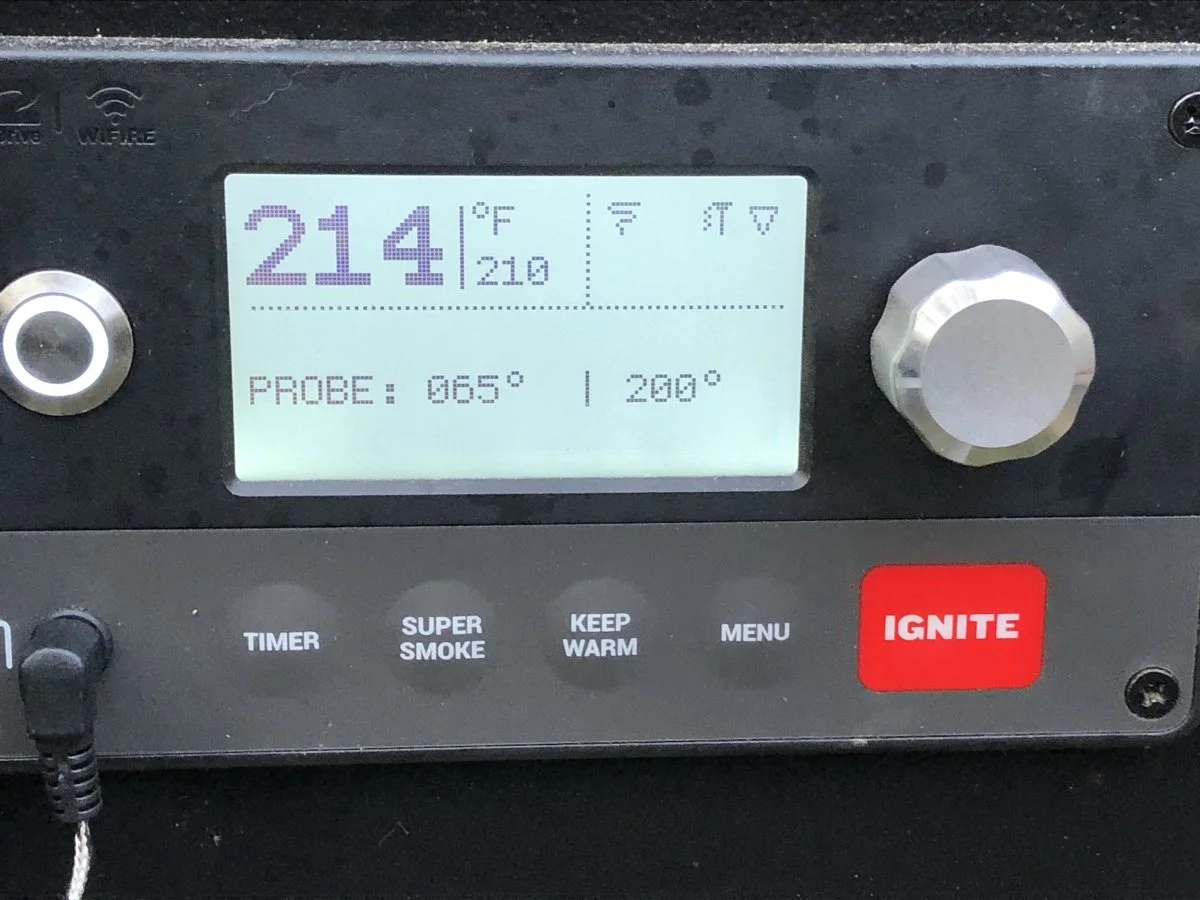 WiFIRE
214 °F
210
PROBE: 065° | 200°
TIMER
SUPER
SMOKE
KEEP
WARM
MENU
IGNITE